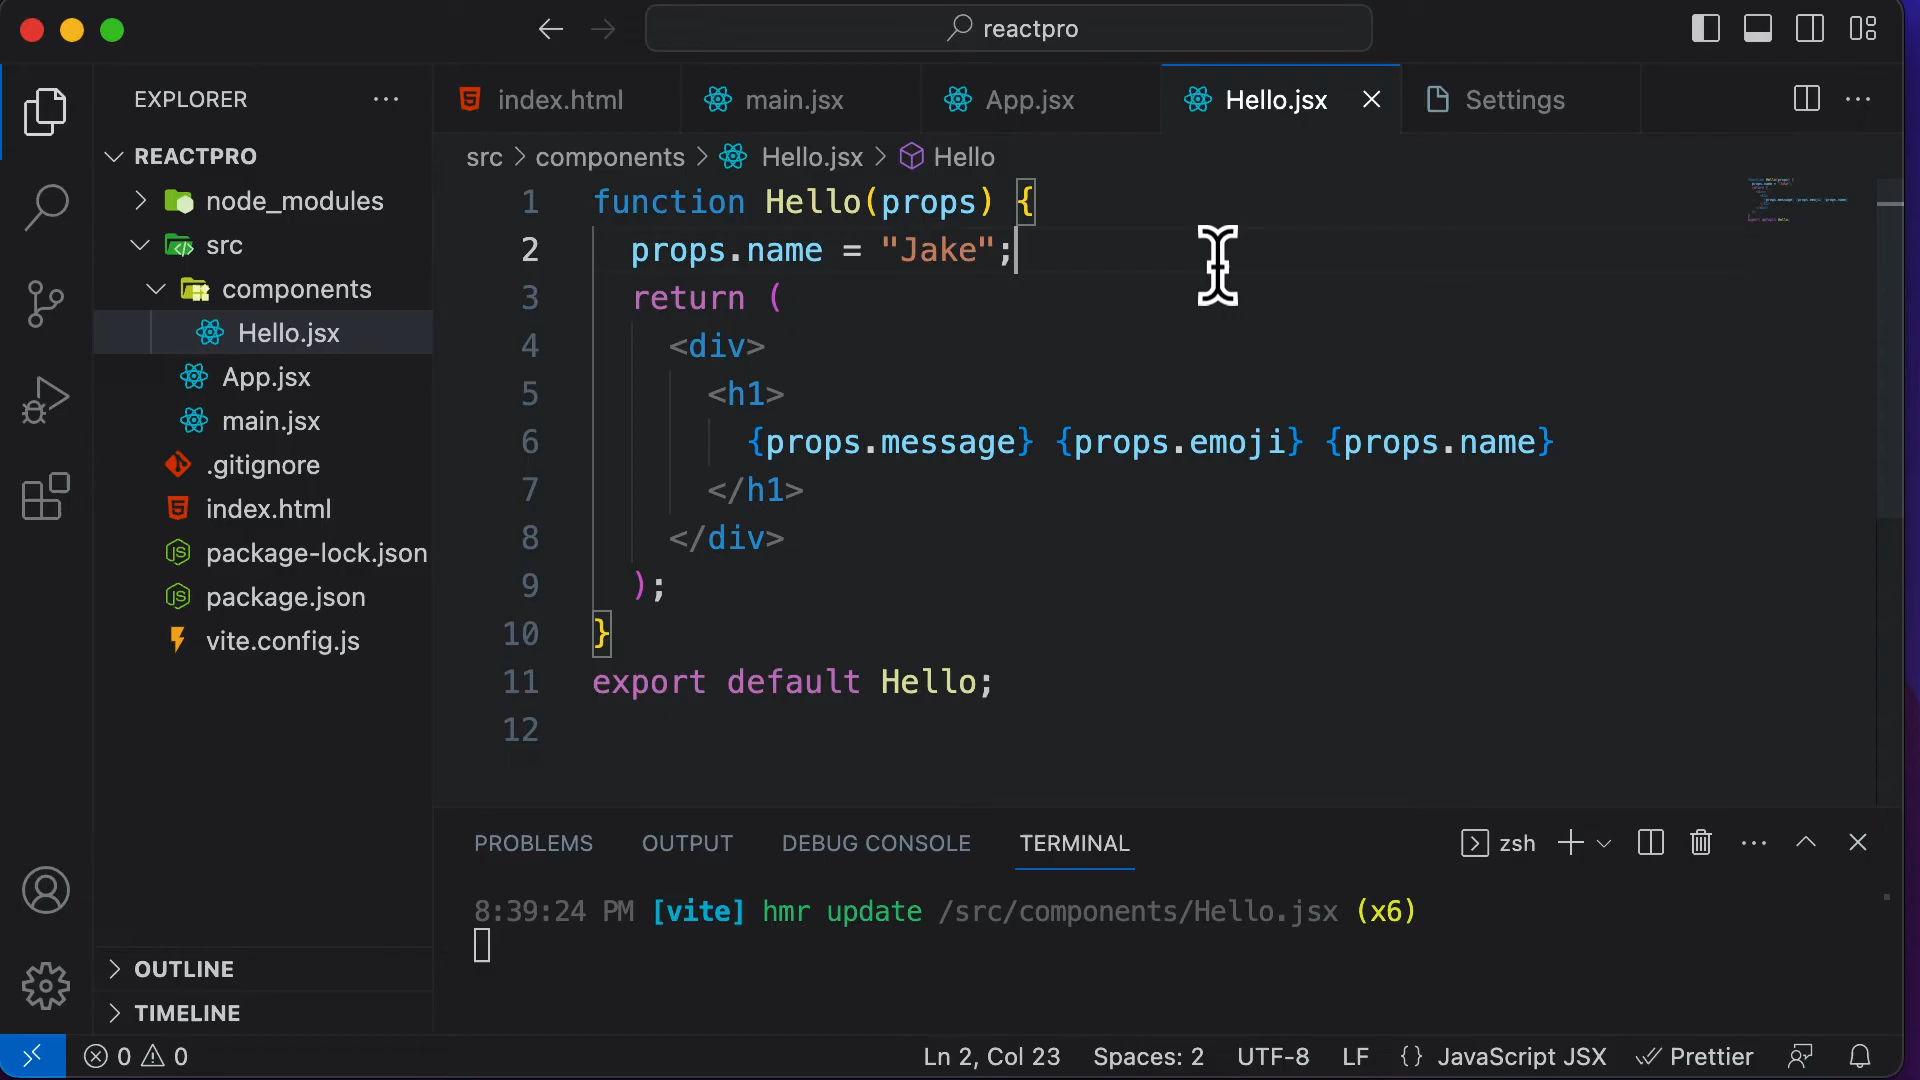 reactpro
EXPLORER
index.html
main.jsx
App.jsx
Hello.jsx
Settings
src > components > Hello.jsx > Hello
REACTPRO
node_modules
src
components
Hello.jsx
App.jsx
main.jsx
.gitignore
index.html
package-lock.json
package.json
vite.config.js
OUTLINE
TIMELINE
1 function Hello(props) {
2   props.name = "Jake";
3   return (
4     <div>
5       <h1>
6         {props.message} {props.emoji} {props.name}
7       </h1>
8     </div>
9   );
10 }
11 export default Hello;
12
PROBLEMS OUTPUT DEBUG CONSOLE TERMINAL
zsh
8:39:24 PM [vite] hmr update /src/components/Hello.jsx (x6)
0 0
Ln 2, Col 23 Spaces: 2 UTF-8 LF {} JavaScript JSX Prettier